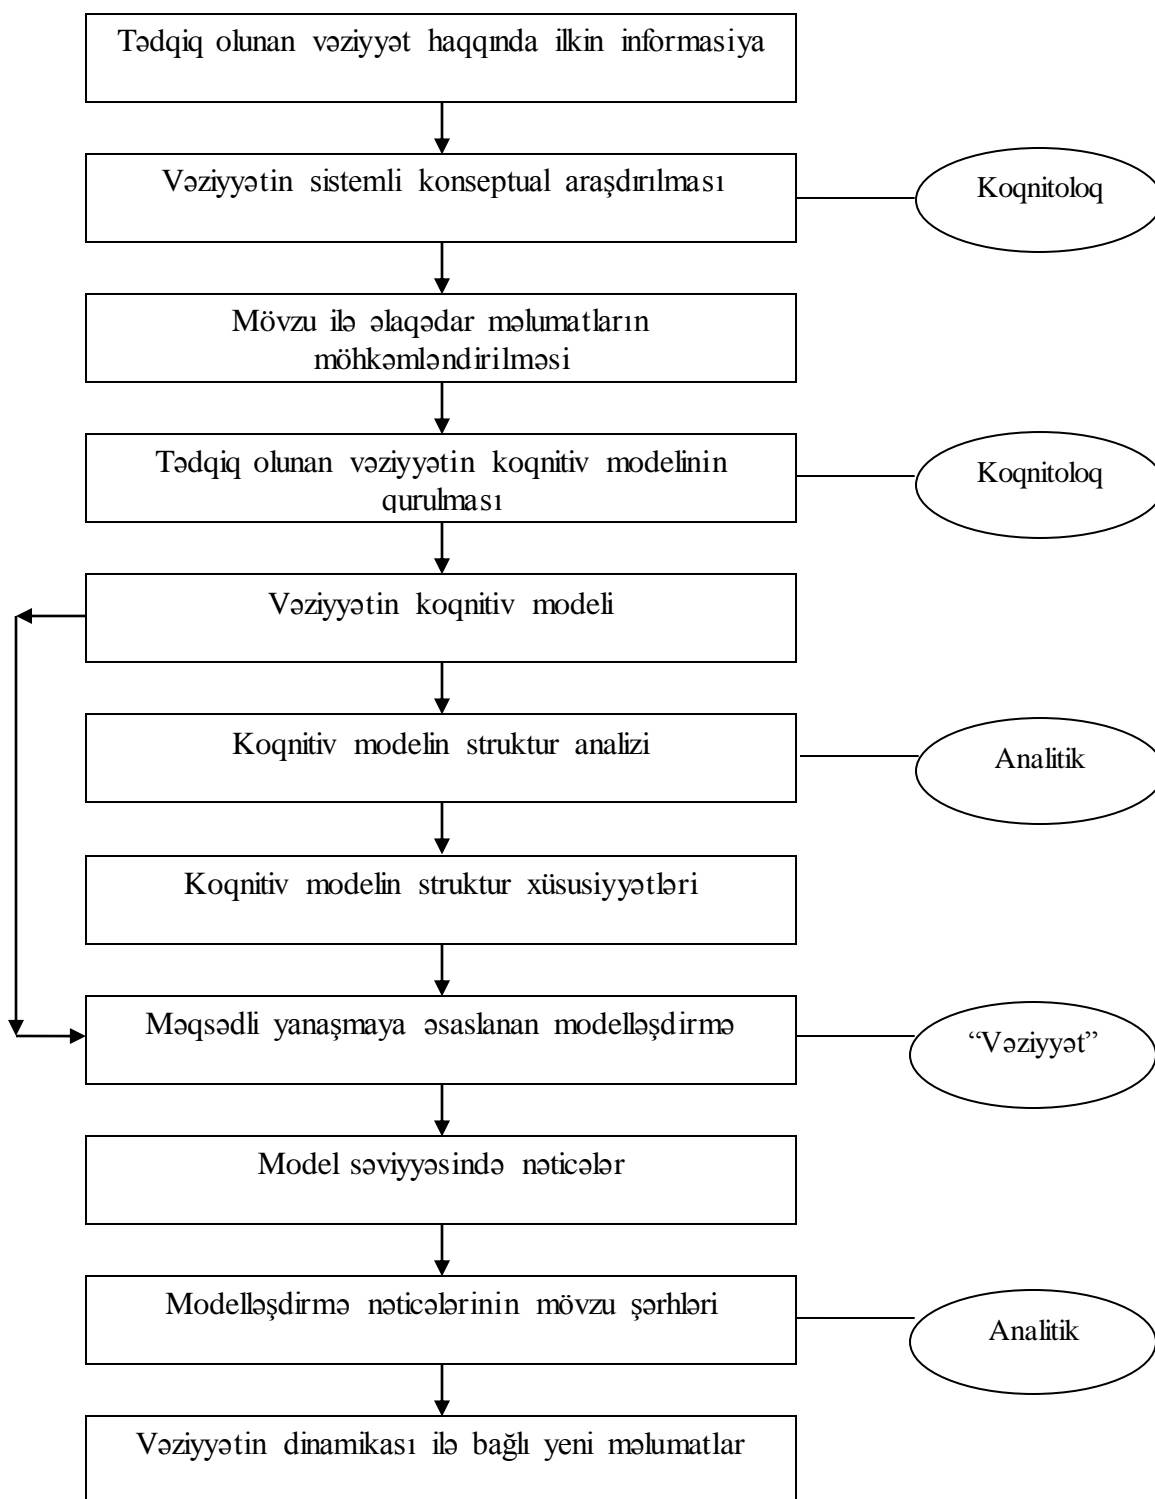 Tədqiq olunan vəziyyət haqqında ilkin informasiya
Vəziyyətin sistemli konseptual araşdırılması
Koqnitoloq
Mövzu ilə əlaqədar məlumatların
möhkəmləndirilməsi
Tədqiq olunan vəziyyətin koqnitiv modelinin
qurulması
Koqnitoloq
Vəziyyətin koqnitiv modeli
Koqnitiv modelin struktur analizi
Analitik
Koqnitiv modelin struktur xüsusiyyətləri
Məqsədli yanaşmaya əsaslanan modelləşdirmə
“Vəziyyət”
Model səviyyəsində nəticələr
Modelləşdirmə nəticələrinin mövzu şərhləri
Analitik
Vəziyyətin dinamikası ilə bağlı yeni məlumatlar